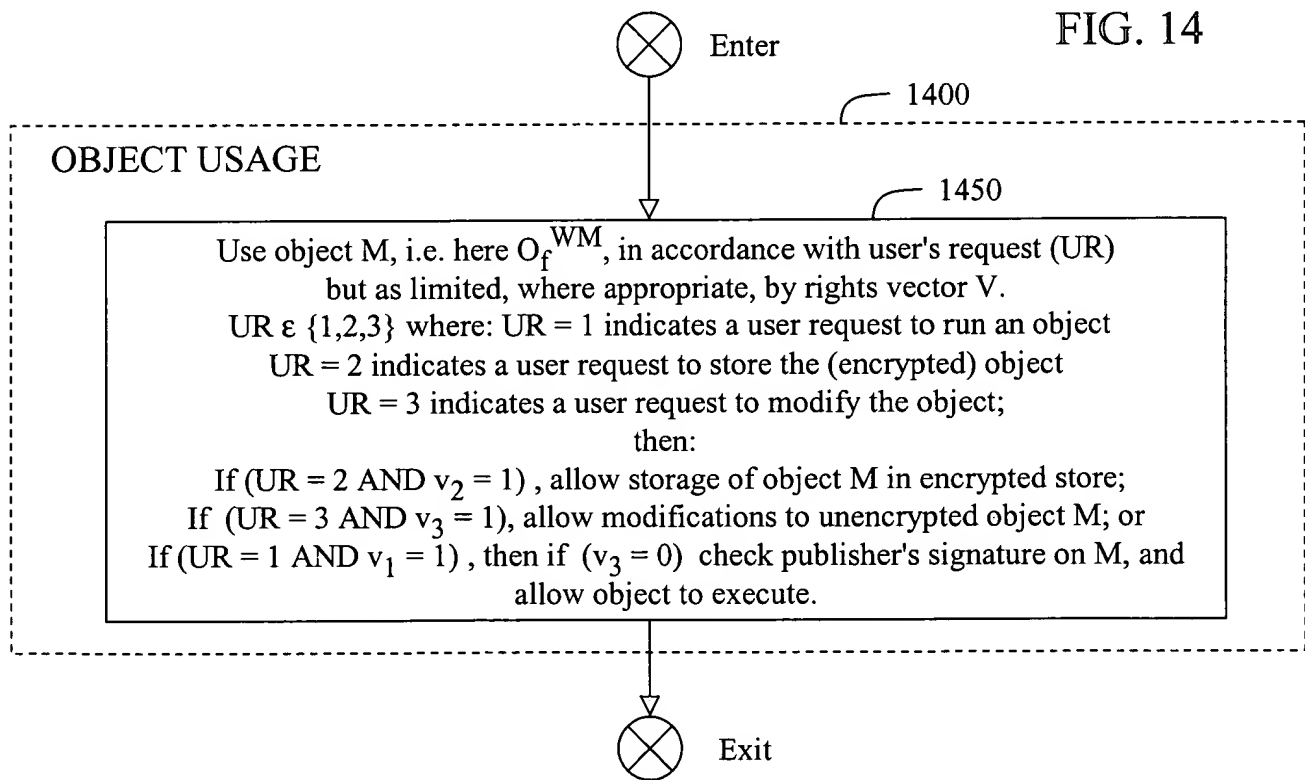 FIG. 14
Enter
1400
OBJECT USAGE
1450
Use object M, i.e. here O_f^WM, in accordance with user's request (UR)
but as limited, where appropriate, by rights vector V.
UR ε {1,2,3} where: UR = 1 indicates a user request to run an object
UR = 2 indicates a user request to store the (encrypted) object
UR = 3 indicates a user request to modify the object;
then:
If (UR = 2 AND v_2 = 1) , allow storage of object M in encrypted store;
If (UR = 3 AND v_3 = 1), allow modifications to unencrypted object M; or
If (UR = 1 AND v_1 = 1) , then if (v_3 = 0) check publisher's signature on M, and
allow object to execute.
Exit